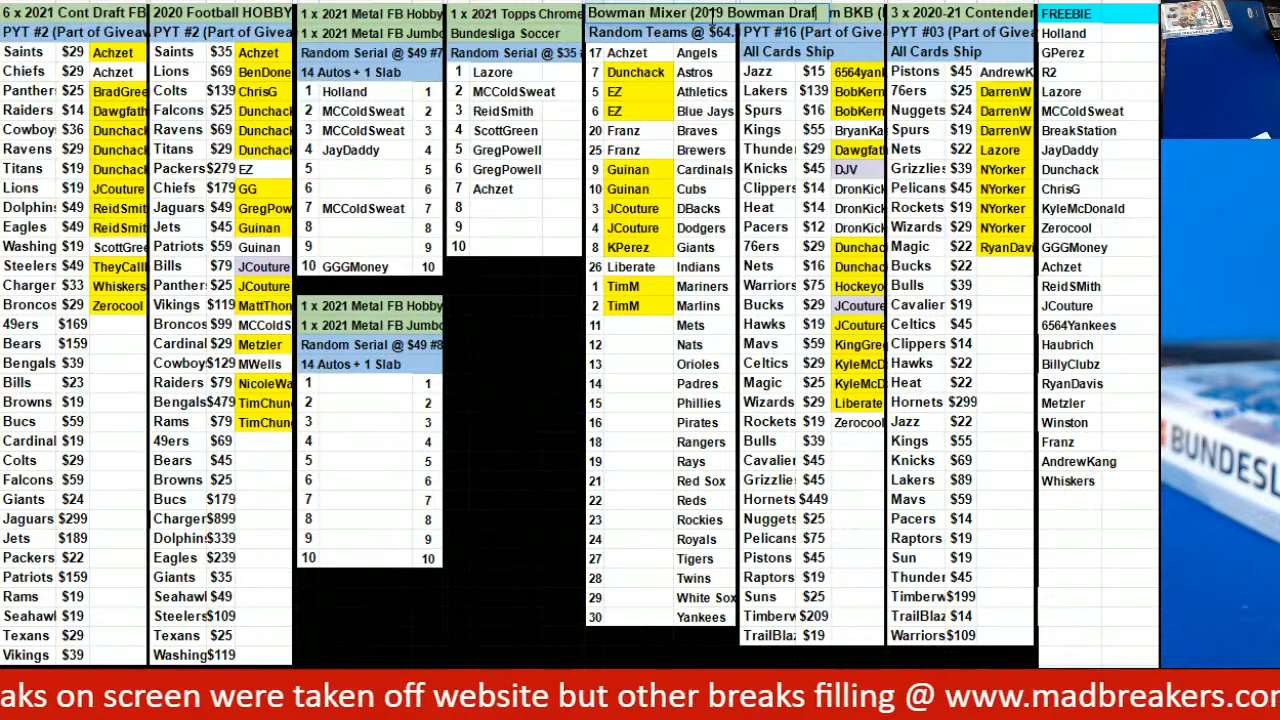 6 x 2021 Cont Draft FB
PYT #2 (Part of Giveaw
Saints $29 Achzet
Chiefs $29 Achzet
Panther $25 BradGree
Raiders $14 Dawgfath
Cowboy $36 Dunchack
Ravens $29 Dunchack
Titans $19 Dunchack
Lions $19 JCouture
Dolphin $49 ReidSmit
Eagles $49 ReidSmit
Washing $19 ScottGree
Steelers $49 TheyCallI
Charger $33 Whiskers
Broncos $29 Zerocool
49ers $169
Bears $159
Bengals $39
Bills $23
Browns $19
Bucs $59
Cardinal $19
Colts $29
Falcons $59
Giants $24
Jaguars $299
Jets $189
Packers $22
Patriots $159
Rams $19
Seahaw $19
Texans $29
Vikings $39
2020 Football HOBBY
PYT #2 (Part of Givea
Saints $35 Achzet
Lions $69 BenDone
Colts $139 ChrisG
Falcons $25 Dunchack
Ravens $69 Dunchack
Titans $29 Dunchack
Packers $279 EZ
Chiefs $179 GG
Jaguars $49 GregPow
Jets $45 Guinan
Patriots $59 Guinan
Bills $79 JCouture
Panther $25 JCouture
Vikings $119 MattThon
Broncos $99 MCColdS
Cardinal $29 Metzler
Cowboy $129 MWells
Raiders $79 NicoleWa
Bengals $479 TimChung
Rams $79 TimChung
49ers $69
Bears $45
Browns $25
Bucs $179
Charger $899
Dolphin $339
Eagles $239
Giants $35
Seahaw $49
Steelers $109
Texans $25
Washing $119
1 x 2021 Metal FB Hobby
1 x 2021 Metal FB Jumbo
Random Serial @ $49 #7
14 Autos + 1 Slab
1 Holland 1
2 MCColdSweat 2
3 MCColdSweat 3
4 JayDaddy 4
5 5
6 6
7 MCColdSweat 7
8 8
9 9
10 GGGMoney 10
1 x 2021 Metal FB Hobby
1 x 2021 Metal FB Jumbo
Random Serial @ $49 #8
14 Autos + 1 Slab
1 1
2 2
3 3
4 4
5 5
6 6
7 7
8 8
9 9
10 10
1 x 2021 Topps Chrome
Bundesliga Soccer
Random Serial @ $35 #
1 Lazore
2 MCColdSweat
3 ReidSmith
4 ScottGreen
5 GregPowell
6 GregPowell
7 Achzet
8
9
10
Bowman Mixer (2019 Bowman Draf
Random Teams @ $64.
17 Achzet Angels
7 Dunchack Astros
5 EZ Athletics
6 EZ Blue Jays
20 Franz Braves
25 Franz Brewers
9 Guinan Cardinals
10 Guinan Cubs
3 JCouture DBacks
4 JCouture Dodgers
8 KPerez Giants
26 Liberate Indians
1 TimM Mariners
2 TimM Marlins
11 Mets
12 Nats
13 Orioles
14 Padres
15 Phillies
16 Pirates
18 Rangers
19 Rays
21 Red Sox
22 Reds
23 Rockies
24 Royals
27 Tigers
28 Twins
29 White Sox
30 Yankees
m BKB (I
PYT #16 (Part of Givea
All Cards Ship
Jazz $15 6564yanl
Lakers $139 BobKern
Spurs $16 BobKern
Kings $55 BryanKa
Thunder $29 Dawgfatl
Knicks $45 DJV
Clippers $14 DronKick
Heat $14 DronKick
Pacers $12 DronKick
76ers $29 Dunchac
Nets $16 Dunchac
Warriors $75 Hockeyo
Bucks $29 JCouture
Hawks $19 JCouture
Mavs $59 KingGre
Celtics $29 KyleMcD
Magic $25 KyleMcD
Wizards $29 Liberate
Rockets $19 Zerocool
Bulls $39
Cavalier $45
Grizzlies $45
Hornets $449
Nuggets $25
Pelicans $75
Pistons $45
Raptors $19
Suns $25
Timberw $209
TrailBlaz $19
3 x 2020-21 Contender
PYT #03 (Part of Givea
All Cards Ship
Pistons $45 AndrewK
76ers $25 DarrenW
Nuggets $24 DarrenW
Spurs $19 DarrenW
Nets $22 Lazore
Grizzlies $39 NYorker
Pelicans $45 NYorker
Rockets $19 NYorker
Wizards $29 NYorker
Magic $22 RyanDavi
Bucks $22
Bulls $39
Cavalier $19
Celtics $45
Clippers $14
Hawks $22
Heat $22
Hornets $299
Jazz $22
Kings $55
Knicks $69
Lakers $89
Mavs $59
Pacers $14
Raptors $19
Sun $19
Thunder $45
Timberw $199
TrailBlaz $14
Warriors $109
FREEBIE
Holland
GPerez
R2
Lazore
MCColdSweat
BreakStation
JayDaddy
Dunchack
ChrisG
KyleMcDonald
Zerocool
GGGMoney
Achzet
ReidSMith
JCouture
6564Yankees
Haubrich
BillyClubz
RyanDavis
Metzler
Winston
Franz
AndrewKang
Whiskers
BUNDESL
aks on screen were taken off website but other breaks filling @ www.madbreakers.co